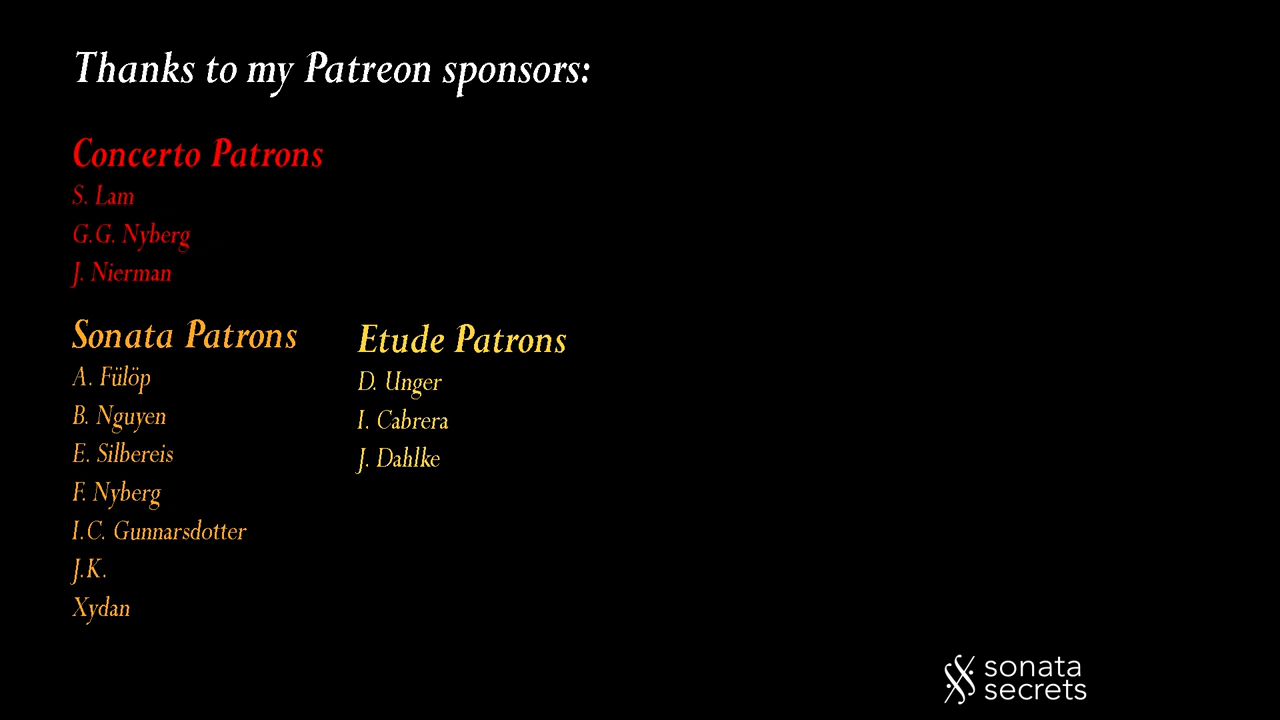 Thanks to my Patreon sponsors:
Concerto Patrons
S. Lam
G.G. Nyberg
J. Nierman
Sonata Patrons
A. Fülöp
B. Nguyen
E. Silbereis
F. Nyberg
I.C. Gunnarsdotter
J.K.
Xydan
Etude Patrons
D. Unger
I. Cabrera
J. Dahlke
sonata
secrets